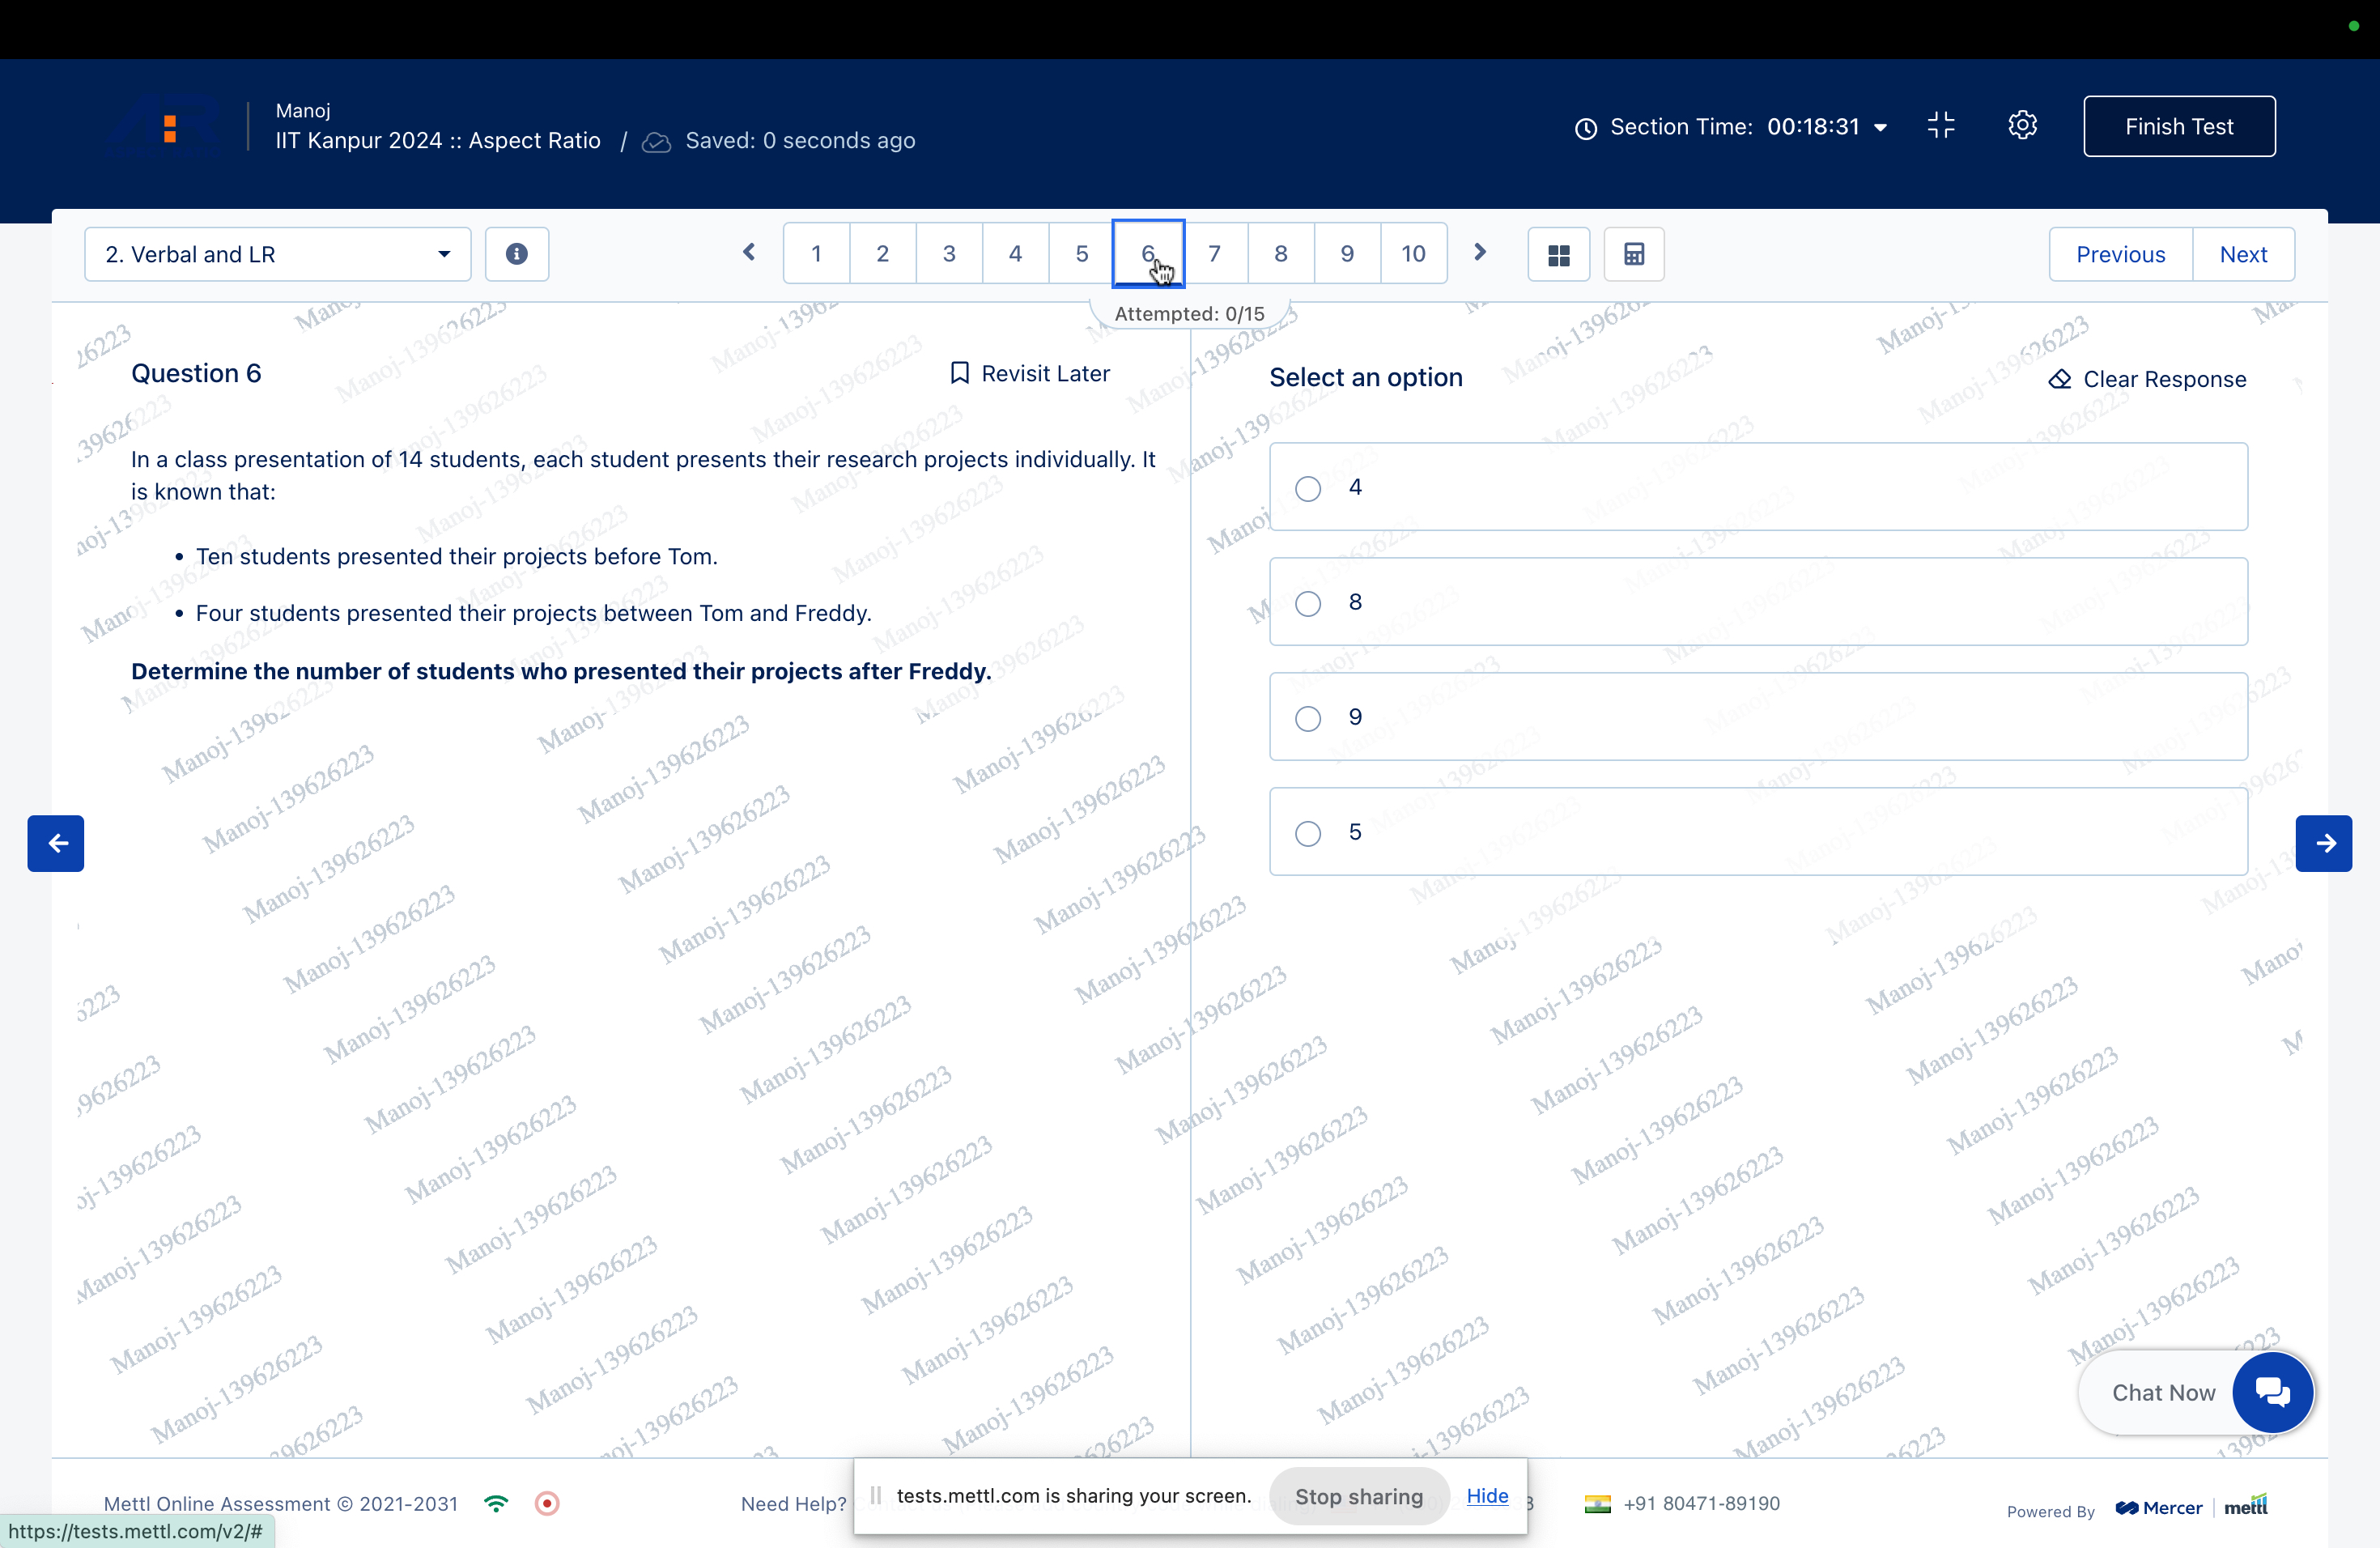 Manoj
IIT Kanpur 2024 :: Aspect Ratio / Saved: 0 seconds ago
Section Time: 00:18:31
Finish Test
2. Verbal and LR
1 2 3 4 5 6 7 8 9 10
Previous Next
Attempted: 0/15
Question 6
Revisit Later
In a class presentation of 14 students, each student presents their research projects individually. It
is known that:
• Ten students presented their projects before Tom.
• Four students presented their projects between Tom and Freddy.
Determine the number of students who presented their projects after Freddy.
Select an option
Clear Response
4
8
9
5
Manoj-139626223
Chat Now
Mettl Online Assessment © 2021-2031
Need Help?
tests.mettl.com is sharing your screen.
Stop sharing
Hide
+91 80471-89190
Powered By Mercer | mettl
https://tests.mettl.com/v2/#